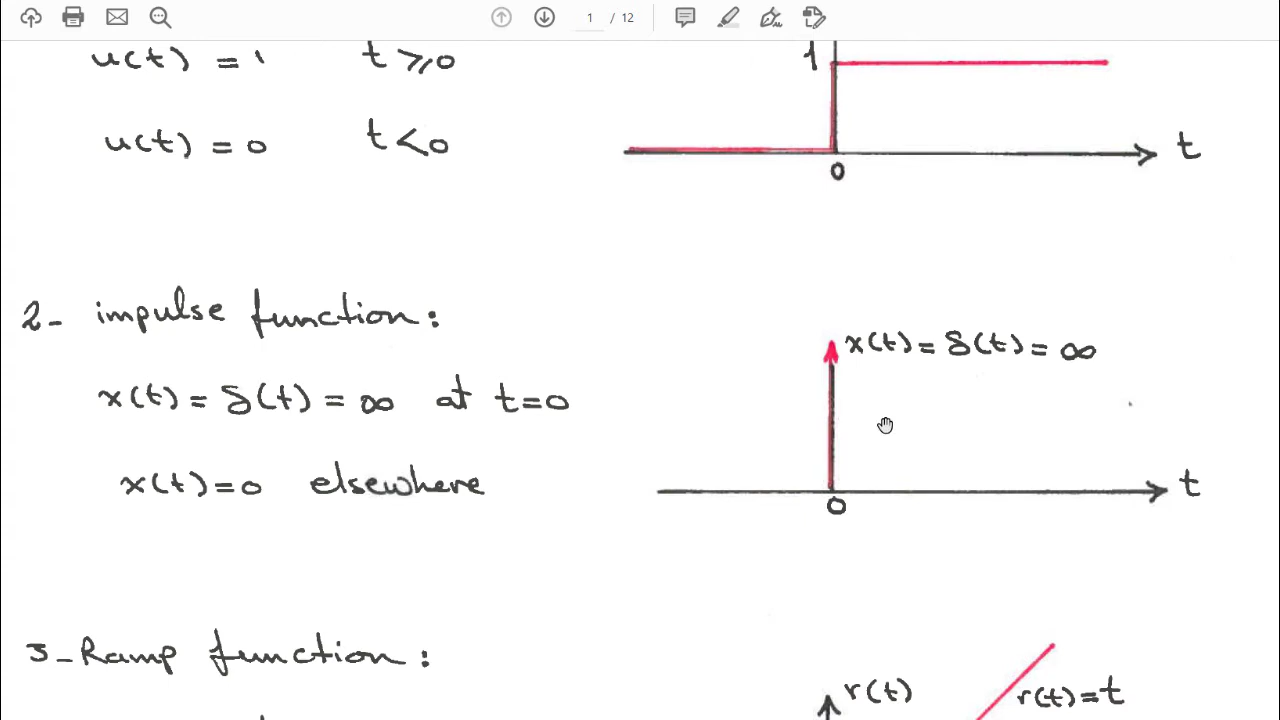 1 / 12
u(t) = 1 t ⩾ 0
1
u(t) = 0 t < 0
t
0
2- impulse function :
x(t) = δ(t) = ∞
x(t) = δ(t) = ∞ at t=0
x(t) = 0 elsewhere
t
0
3-Ramp function :
r(t)
r(t) = t